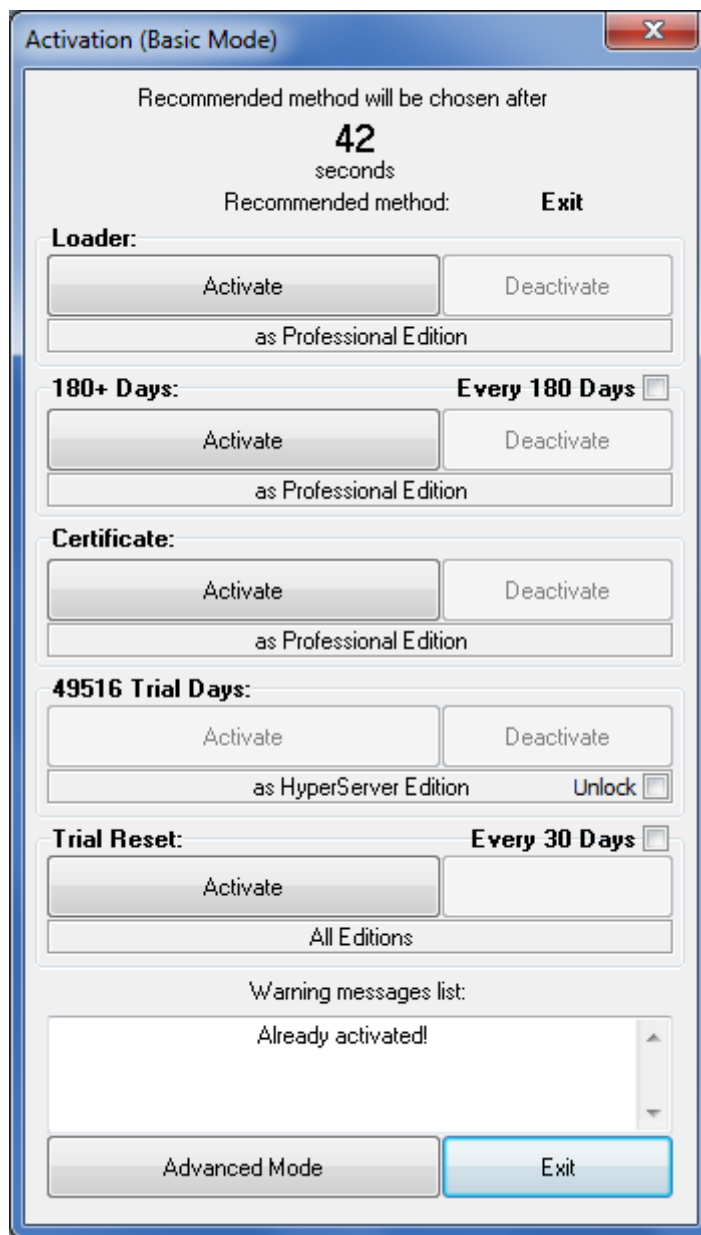 Activation (Basic Mode)
Recommended method will be chosen after
42
seconds
Recommended method: Exit
Loader:
Activate Deactivate
as Professional Edition
180+ Days: Every 180 Days
Activate Deactivate
as Professional Edition
Certificate:
Activate Deactivate
as Professional Edition
49516 Trial Days:
Activate Deactivate
as HyperServer Edition Unlock
Trial Reset: Every 30 Days
Activate
All Editions
Warning messages list:
Already activated!
Advanced Mode Exit